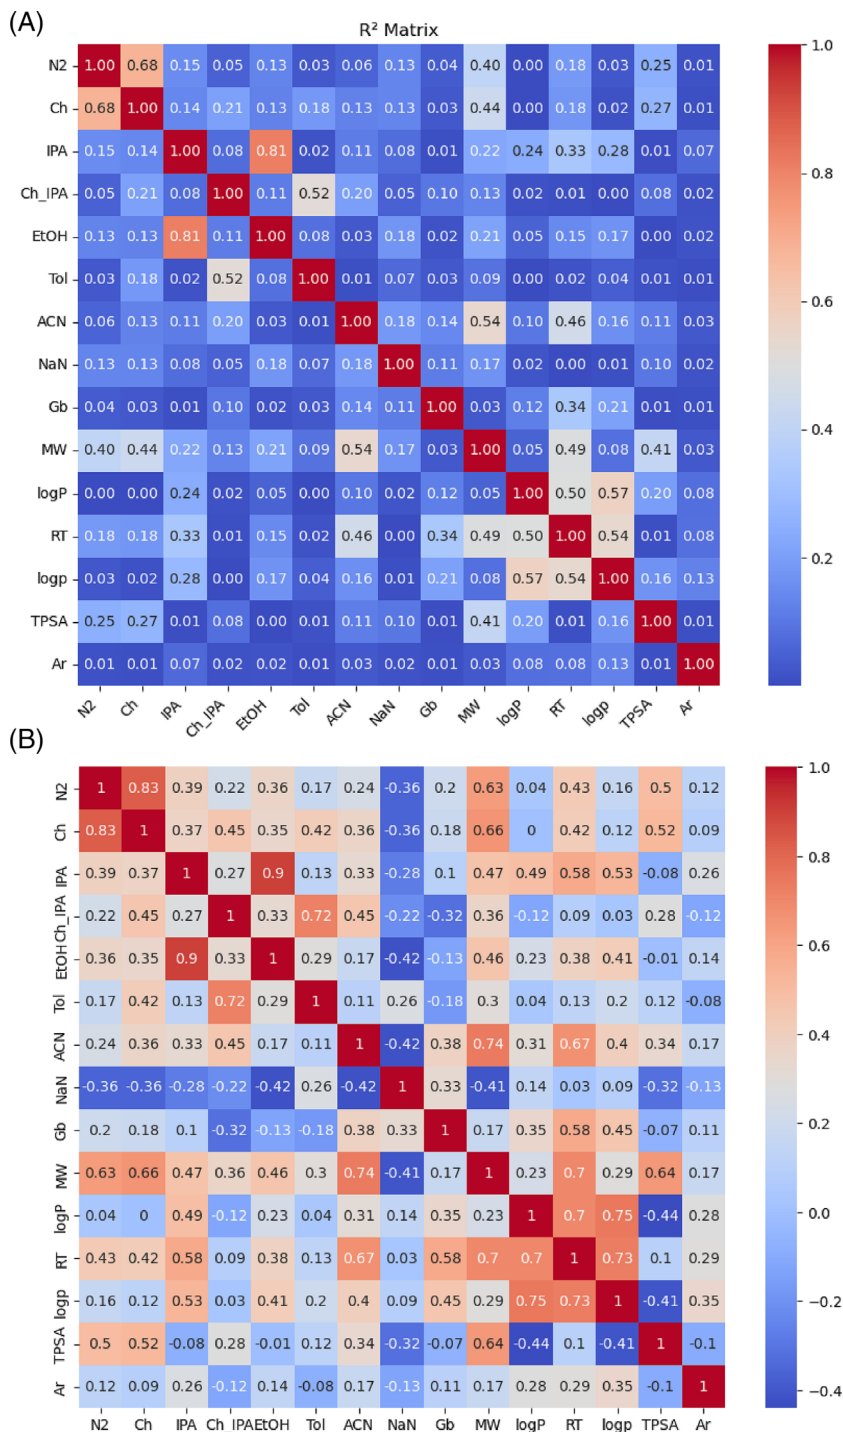 (A)
R² Matrix
N2 1.00 0.68 0.15 0.05 0.13 0.03 0.06 0.13 0.04 0.40 0.00 0.18 0.03 0.25 0.01
Ch 0.68 1.00 0.14 0.21 0.13 0.18 0.13 0.13 0.03 0.44 0.00 0.18 0.02 0.27 0.01
IPA 0.15 0.14 1.00 0.08 0.81 0.02 0.11 0.08 0.01 0.22 0.24 0.33 0.28 0.01 0.07
Ch_IPA 0.05 0.21 0.08 1.00 0.11 0.52 0.20 0.05 0.10 0.13 0.02 0.01 0.00 0.08 0.02
EtOH 0.13 0.13 0.81 0.11 1.00 0.08 0.03 0.18 0.02 0.21 0.05 0.15 0.17 0.00 0.02
Tol 0.03 0.18 0.02 0.52 0.08 1.00 0.01 0.07 0.03 0.09 0.00 0.02 0.04 0.01 0.01
ACN 0.06 0.13 0.11 0.20 0.03 0.01 1.00 0.18 0.14 0.54 0.10 0.46 0.16 0.11 0.03
NaN 0.13 0.13 0.08 0.05 0.18 0.07 0.18 1.00 0.11 0.17 0.02 0.00 0.01 0.10 0.02
Gb 0.04 0.03 0.01 0.10 0.02 0.03 0.14 0.11 1.00 0.03 0.12 0.34 0.21 0.01 0.01
MW 0.40 0.44 0.22 0.13 0.21 0.09 0.54 0.17 0.03 1.00 0.05 0.49 0.08 0.41 0.03
logP 0.00 0.00 0.24 0.02 0.05 0.00 0.10 0.02 0.12 0.05 1.00 0.50 0.57 0.20 0.08
RT 0.18 0.18 0.33 0.01 0.15 0.02 0.46 0.00 0.34 0.49 0.50 1.00 0.54 0.01 0.08
logp 0.03 0.02 0.28 0.00 0.17 0.04 0.16 0.01 0.21 0.08 0.57 0.54 1.00 0.16 0.13
TPSA 0.25 0.27 0.01 0.08 0.00 0.01 0.11 0.10 0.01 0.41 0.20 0.01 0.16 1.00 0.01
Ar 0.01 0.01 0.07 0.02 0.02 0.01 0.03 0.02 0.01 0.03 0.08 0.08 0.13 0.01 1.00
N2 Ch IPA Ch_IPA EtOH Tol ACN NaN Gb MW logP RT logp TPSA Ar
1.0
0.8
0.6
0.4
0.2
(B)
N2 1 0.83 0.39 0.22 0.36 0.17 0.24 -0.36 0.2 0.63 0.04 0.43 0.16 0.5 0.12
Ch 0.83 1 0.37 0.45 0.35 0.42 0.36 -0.36 0.18 0.66 0 0.42 0.12 0.52 0.09
IPA 0.39 0.37 1 0.27 0.9 0.13 0.33 -0.28 0.1 0.47 0.49 0.58 0.53 -0.08 0.26
Ch_IPA 0.22 0.45 0.27 1 0.33 0.72 0.45 -0.22 -0.32 0.36 -0.12 0.09 0.03 0.28 -0.12
EtOH 0.36 0.35 0.9 0.33 1 0.29 0.17 -0.42 -0.13 0.46 0.23 0.38 0.41 -0.01 0.14
Tol 0.17 0.42 0.13 0.72 0.29 1 0.11 0.26 -0.18 0.3 0.04 0.13 0.2 0.12 -0.08
ACN 0.24 0.36 0.33 0.45 0.17 0.11 1 -0.42 0.38 0.74 0.31 0.67 0.4 0.34 0.17
NaN -0.36 -0.36 -0.28 -0.22 -0.42 0.26 -0.42 1 0.33 -0.41 0.14 0.03 0.09 -0.32 -0.13
Gb 0.2 0.18 0.1 -0.32 -0.13 -0.18 0.38 0.33 1 0.17 0.35 0.58 0.45 -0.07 0.11
MW 0.63 0.66 0.47 0.36 0.46 0.3 0.74 -0.41 0.17 1 0.23 0.7 0.29 0.64 0.17
logP 0.04 0 0.49 -0.12 0.23 0.04 0.31 0.14 0.35 0.23 1 0.7 0.75 -0.44 0.28
RT 0.43 0.42 0.58 0.09 0.38 0.13 0.67 0.03 0.58 0.7 0.7 1 0.73 0.1 0.29
logp 0.16 0.12 0.53 0.03 0.41 0.2 0.4 0.09 0.45 0.29 0.75 0.73 1 -0.41 0.35
TPSA 0.5 0.52 -0.08 0.28 -0.01 0.12 0.34 -0.32 -0.07 0.64 -0.44 0.1 -0.41 1 -0.1
Ar 0.12 0.09 0.26 -0.12 0.14 -0.08 0.17 -0.13 0.11 0.17 0.28 0.29 0.35 -0.1 1
N2 Ch IPA Ch_IPA EtOH Tol ACN NaN Gb MW logP RT logp TPSA Ar
1.0
0.8
0.6
0.4
0.2
0.0
−0.2
−0.4